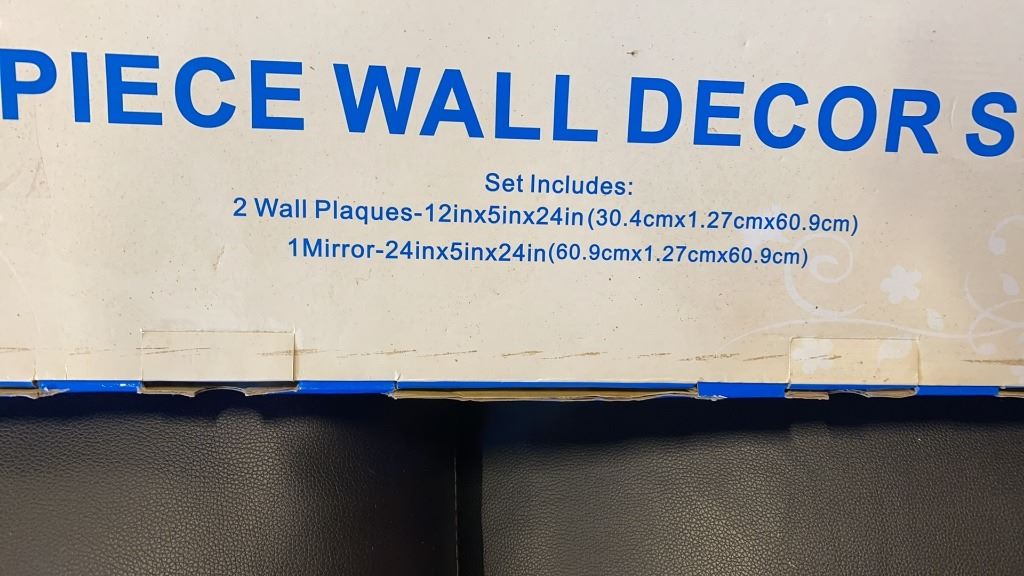 PIECE WALL DECOR S
Set Includes:
2 Wall Plaques-12inx5inx24in(30.4cmx1.27cmx60.9cm)
1Mirror-24inx5inx24in(60.9cmx1.27cmx60.9cm)